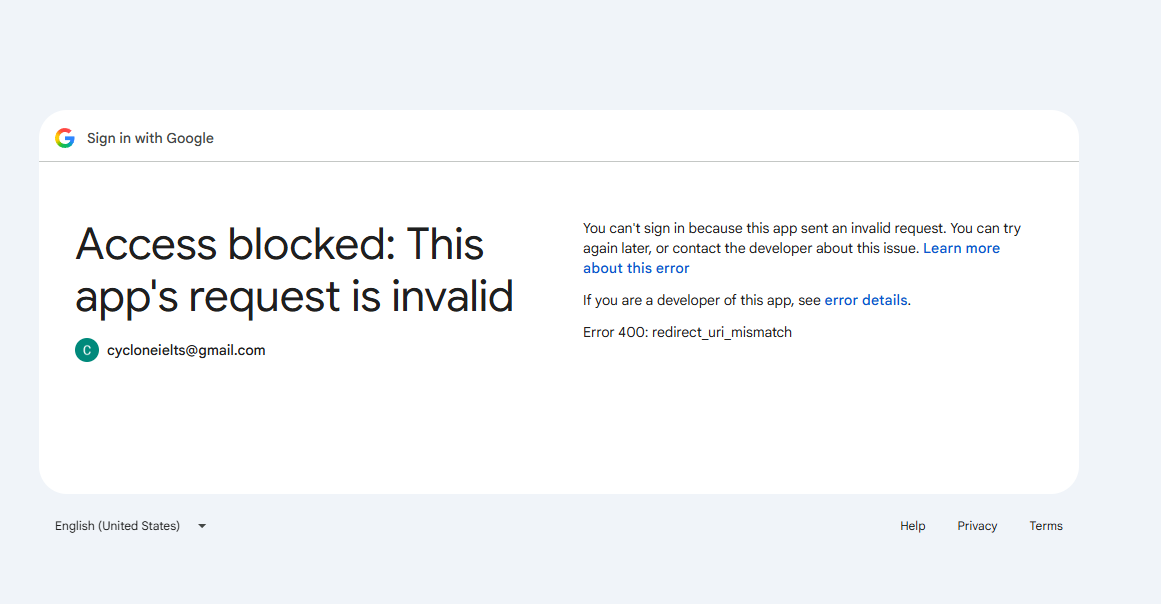 Sign in with Google
Access blocked: This
app's request is invalid
C
cycloneielts@gmail.com
You can't sign in because this app sent an invalid request. You can try
again later, or contact the developer about this issue. Learn more
about this error
If you are a developer of this app, see error details.
Error 400: redirect_uri_mismatch
English (United States)
Help
Privacy
Terms